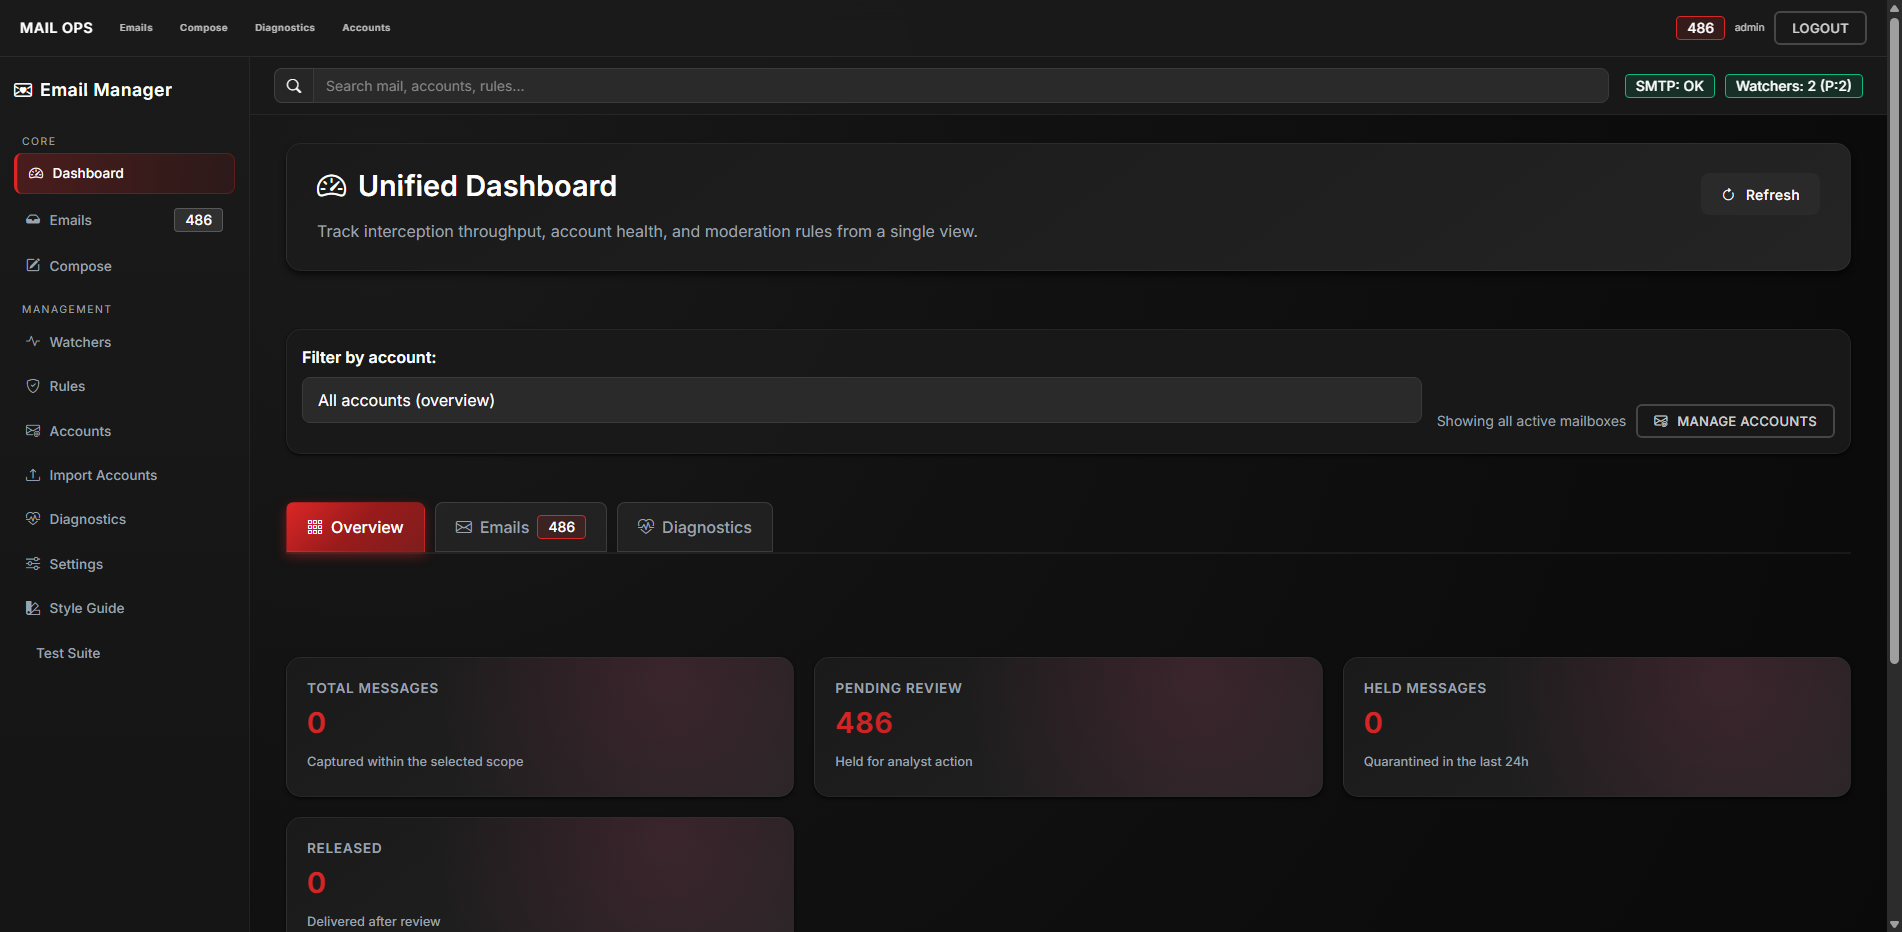 MAIL OPS Emails Compose Diagnostics Accounts 486 admin LOGOUT
Email Manager
Search mail, accounts, rules...
SMTP: OK Watchers: 2 (P:2)
CORE
Dashboard
Emails 486
Compose
MANAGEMENT
Watchers
Rules
Accounts
Import Accounts
Diagnostics
Settings
Style Guide
Test Suite
Unified Dashboard
Track interception throughput, account health, and moderation rules from a single view.
Refresh
Filter by account:
All accounts (overview)
Showing all active mailboxes MANAGE ACCOUNTS
Overview Emails 486 Diagnostics
TOTAL MESSAGES
0
Captured within the selected scope
PENDING REVIEW
486
Held for analyst action
HELD MESSAGES
0
Quarantined in the last 24h
RELEASED
0
Delivered after review